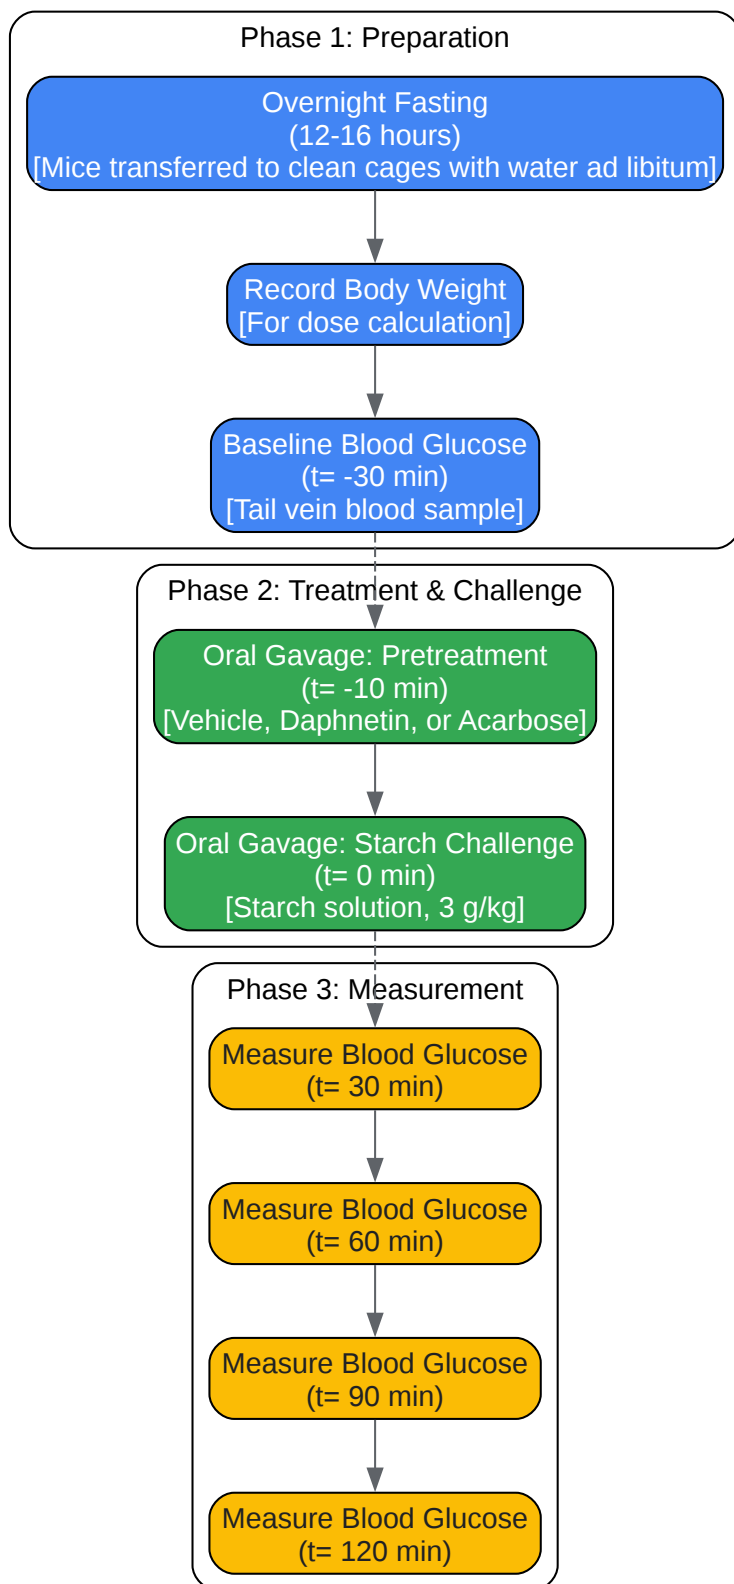 Phase 1: Preparation
Overnight Fasting
(12-16 hours)
[Mice transferred to clean cages with water ad libitum]
Record Body Weight
[For dose calculation]
Baseline Blood Glucose
(t= -30 min)
[Tail vein blood sample]
Phase 2: Treatment & Challenge
Oral Gavage: Pretreatment
(t= -10 min)
[Vehicle, Daphnetin, or Acarbose]
Oral Gavage: Starch Challenge
(t= 0 min)
[Starch solution, 3 g/kg]
Phase 3: Measurement
Measure Blood Glucose
(t= 30 min)
Measure Blood Glucose
(t= 60 min)
Measure Blood Glucose
(t= 90 min)
Measure Blood Glucose
(t= 120 min)